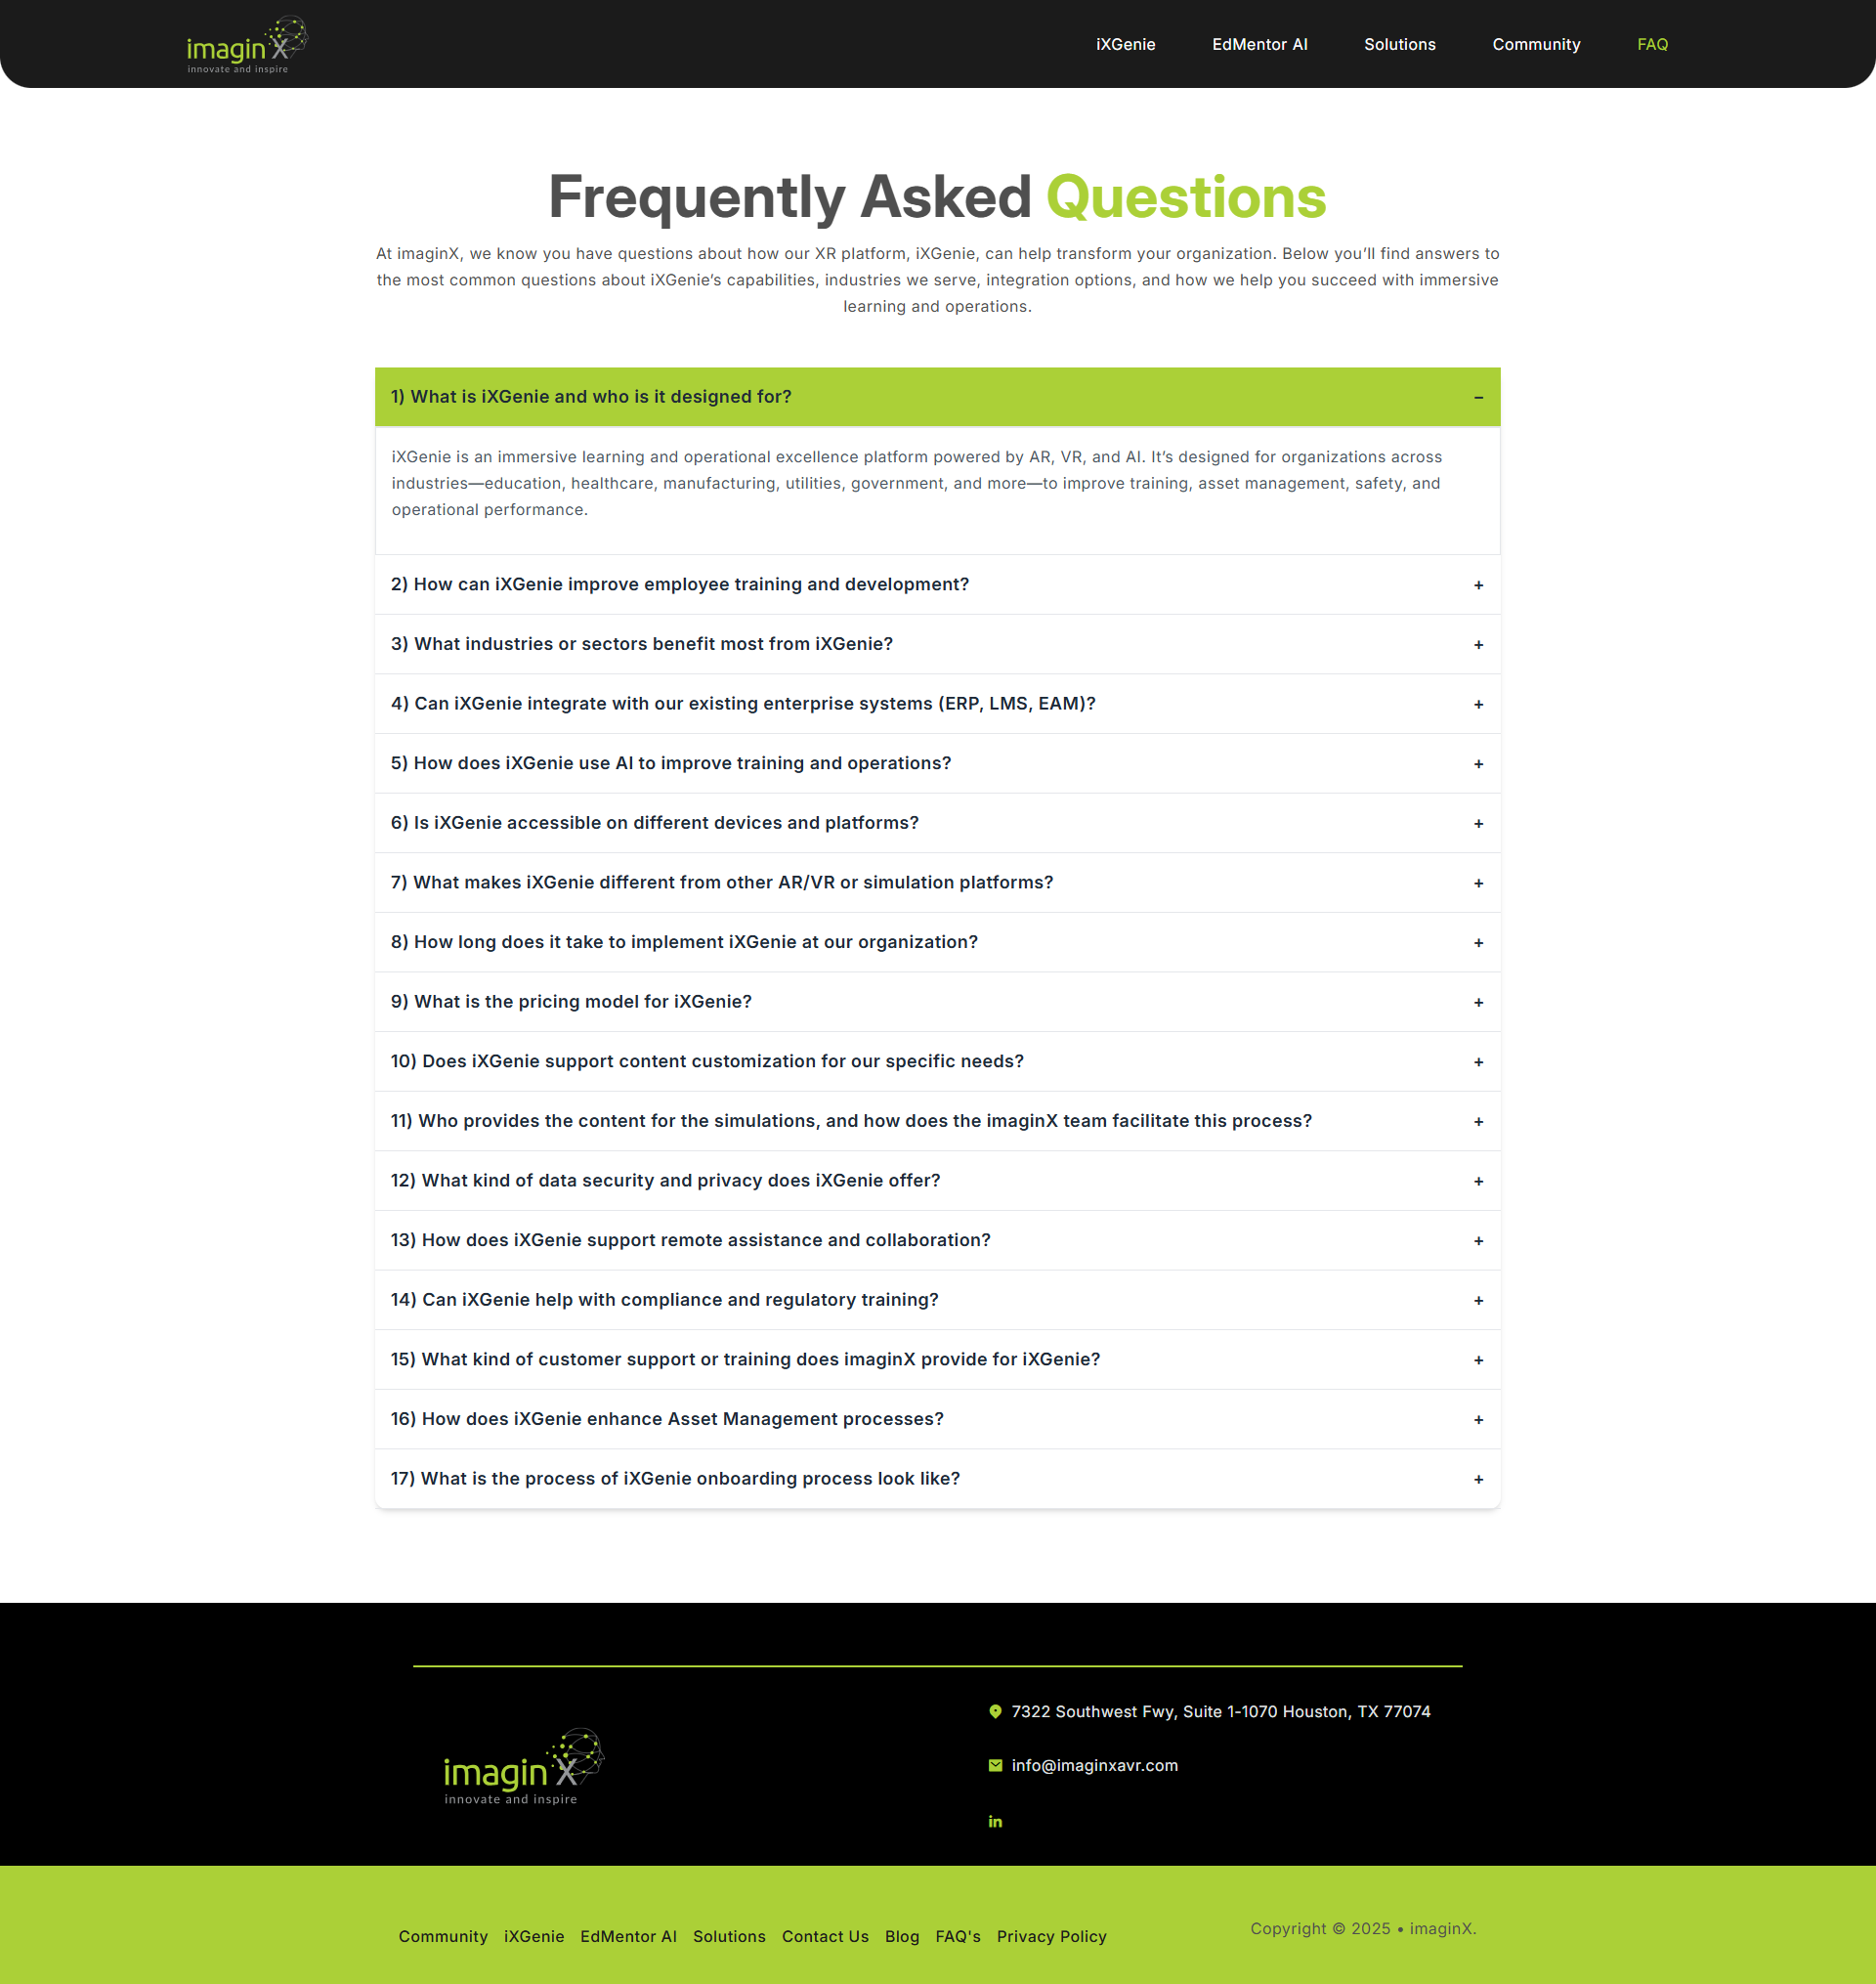 imagin X
innovate and inspire
iXGenie
EdMentor AI
Solutions
Community
FAQ
Frequently Asked Questions
At imaginX, we know you have questions about how our XR platform, iXGenie, can help transform your organization. Below you’ll find answers to
the most common questions about iXGenie’s capabilities, industries we serve, integration options, and how we help you succeed with immersive
learning and operations.
1) What is iXGenie and who is it designed for? −
iXGenie is an immersive learning and operational excellence platform powered by AR, VR, and AI. It’s designed for organizations across
industries—education, healthcare, manufacturing, utilities, government, and more—to improve training, asset management, safety, and
operational performance.
2) How can iXGenie improve employee training and development? +
3) What industries or sectors benefit most from iXGenie? +
4) Can iXGenie integrate with our existing enterprise systems (ERP, LMS, EAM)? +
5) How does iXGenie use AI to improve training and operations? +
6) Is iXGenie accessible on different devices and platforms? +
7) What makes iXGenie different from other AR/VR or simulation platforms? +
8) How long does it take to implement iXGenie at our organization? +
9) What is the pricing model for iXGenie? +
10) Does iXGenie support content customization for our specific needs? +
11) Who provides the content for the simulations, and how does the imaginX team facilitate this process? +
12) What kind of data security and privacy does iXGenie offer? +
13) How does iXGenie support remote assistance and collaboration? +
14) Can iXGenie help with compliance and regulatory training? +
15) What kind of customer support or training does imaginX provide for iXGenie? +
16) How does iXGenie enhance Asset Management processes? +
17) What is the process of iXGenie onboarding process look like? +
imagin X
innovate and inspire
7322 Southwest Fwy, Suite 1-1070 Houston, TX 77074
info@imaginxavr.com
in
Community iXGenie EdMentor AI Solutions Contact Us Blog FAQ's Privacy Policy
Copyright © 2025 • imaginX.